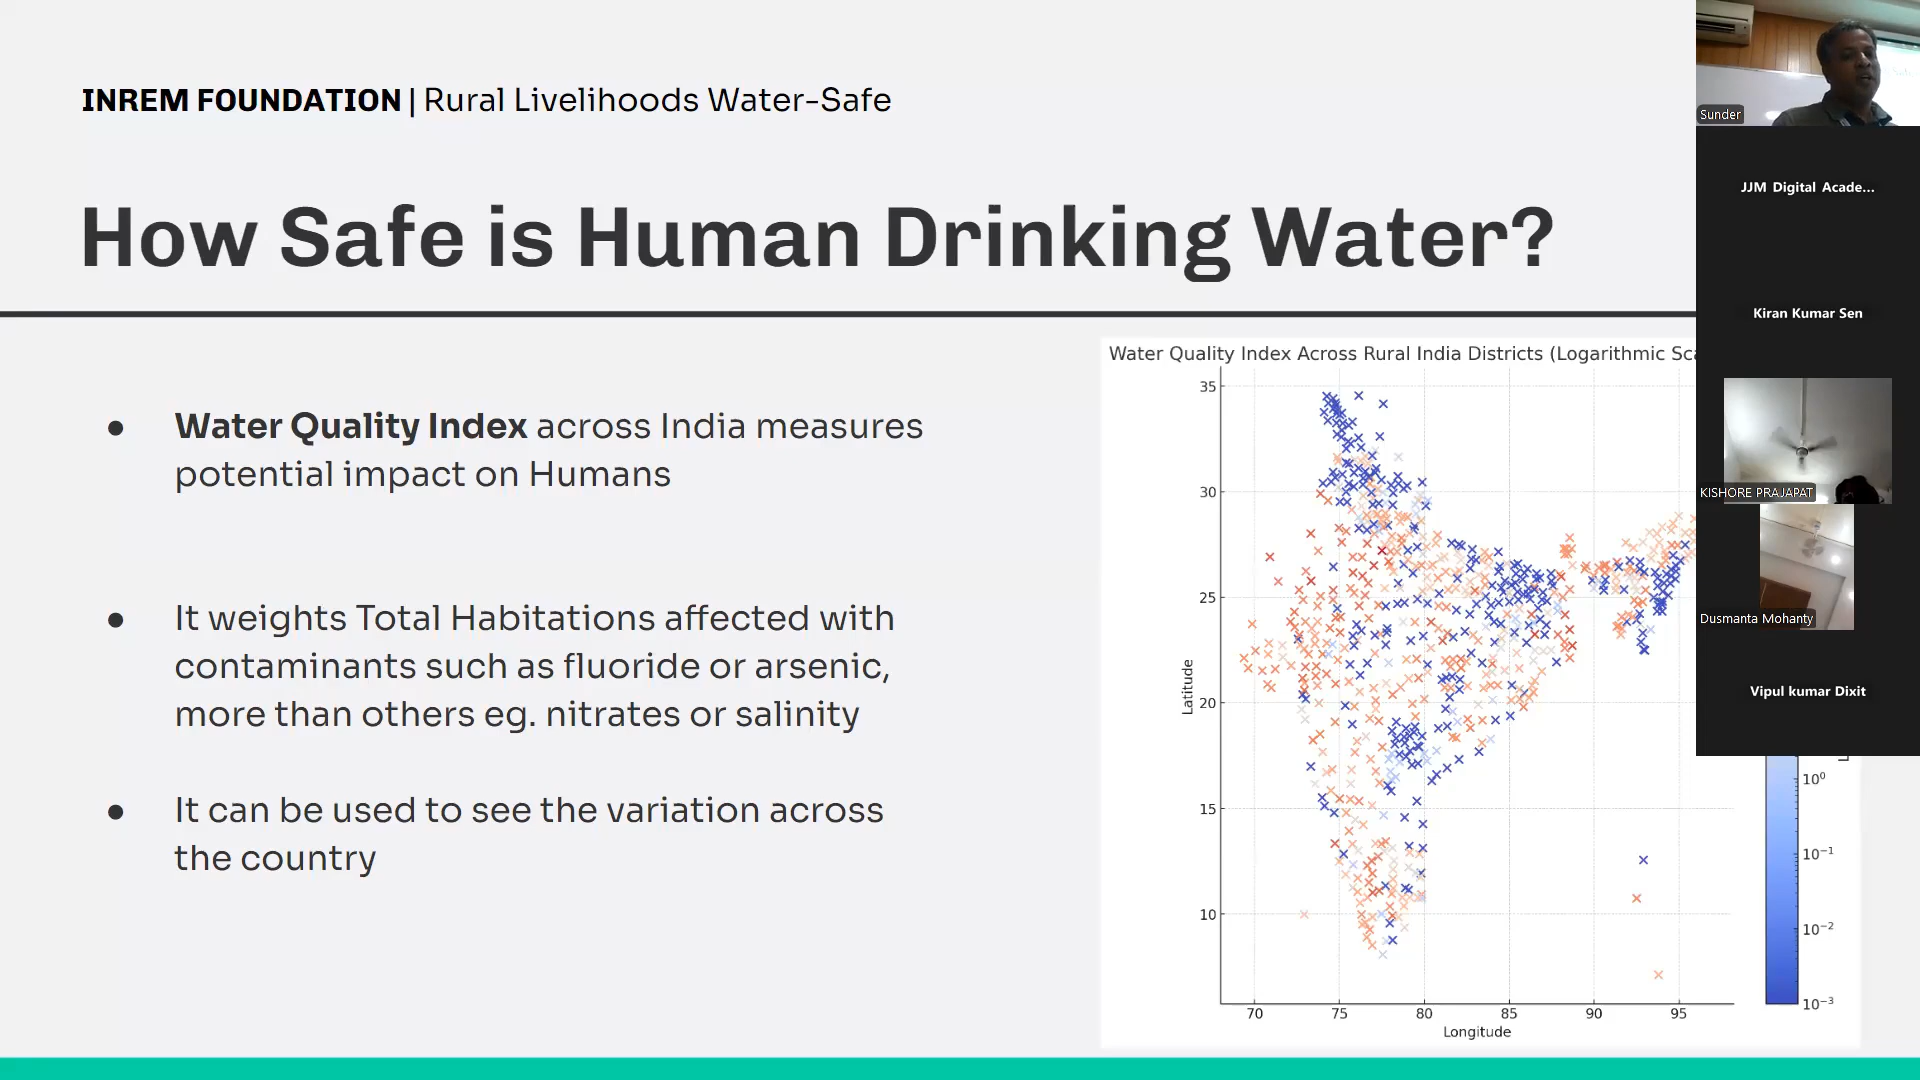 INREM FOUNDATION | Rural Livelihoods Water-Safe
How Safe is Human Drinking Water?
● Water Quality Index across India measures
potential impact on Humans
● It weights Total Habitations affected with
contaminants such as fluoride or arsenic,
more than others eg. nitrates or salinity
● It can be used to see the variation across
the country
Water Quality Index Across Rural India Districts (Logarithmic
35
30
25
20
15
10
Latitude
70 75 80 85 90 95
Longitude
10⁰
10⁻¹
10⁻²
10⁻³
Sunder
JJM Digital Acade...
Kiran Kumar Sen
KISHORE PRAJAPAT
Dusmanta Mohanty
Vipul kumar Dixit